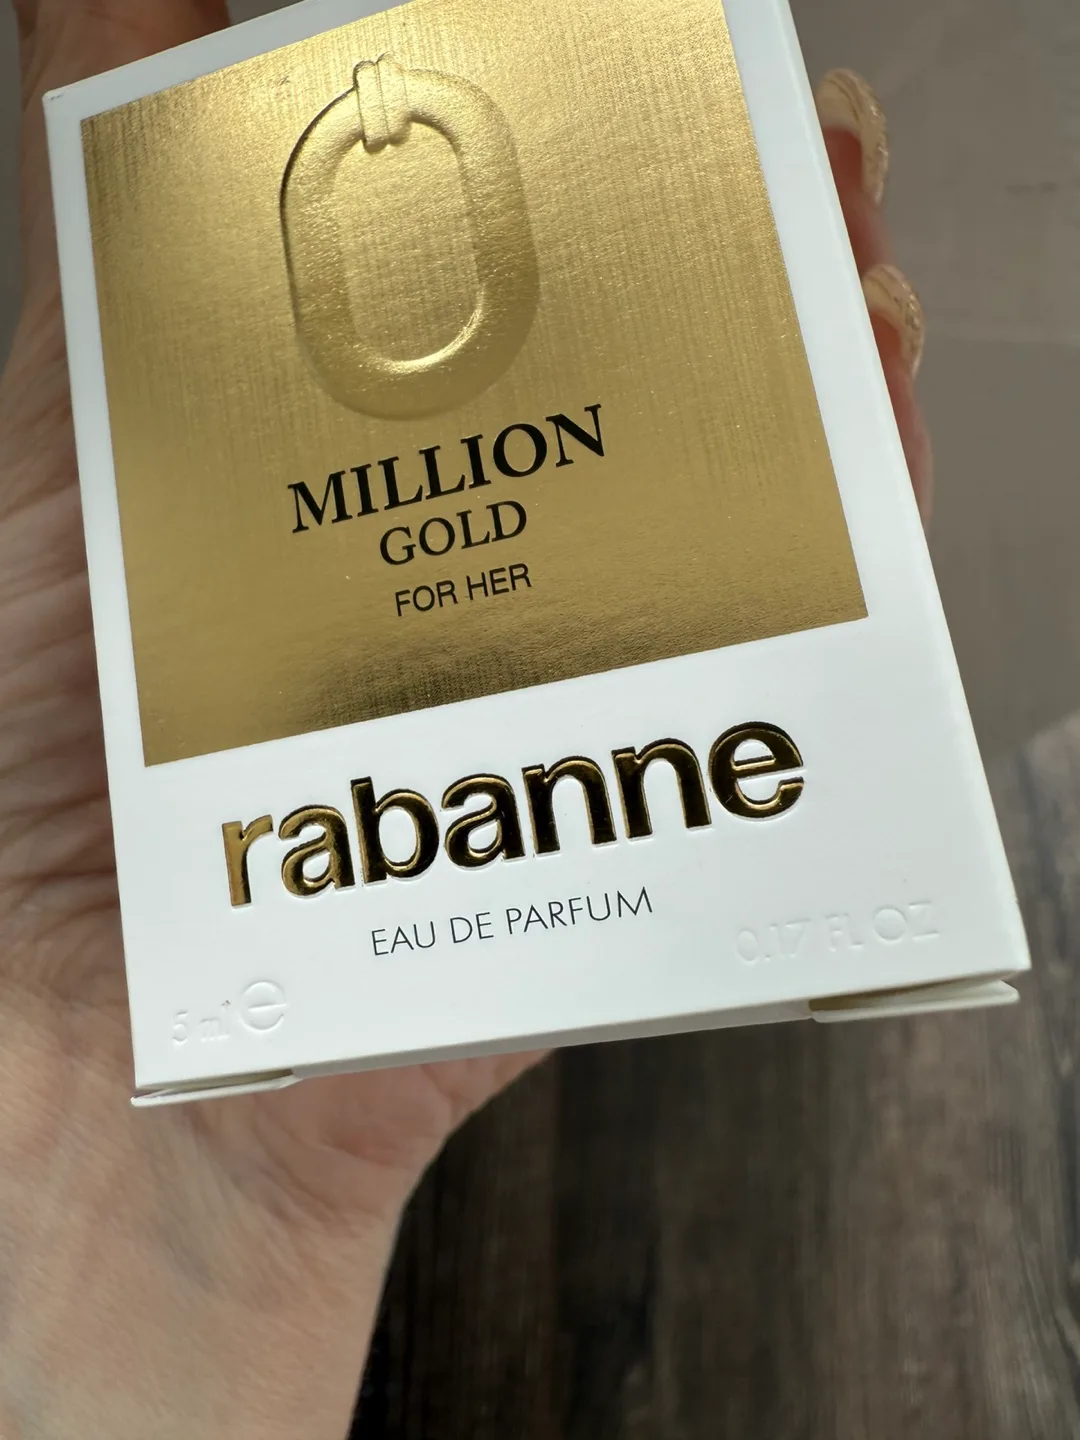 MILLION
GOLD
FOR HER
rabanne
EAU DE PARFUM
0.17 FL OZ
5 ml e